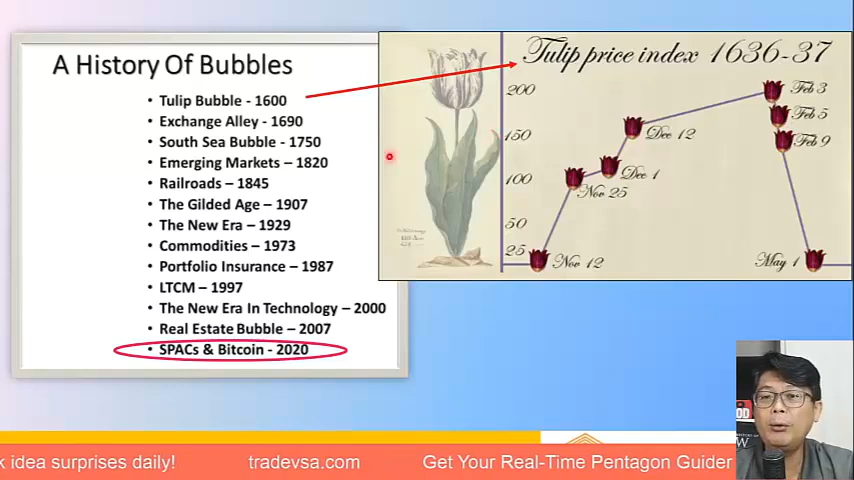 A History Of Bubbles
• Tulip Bubble - 1600
• Exchange Alley - 1690
• South Sea Bubble - 1750
• Emerging Markets – 1820
• Railroads – 1845
• The Gilded Age – 1907
• The New Era – 1929
• Commodities – 1973
• Portfolio Insurance – 1987
• LTCM – 1997
• The New Era In Technology – 2000
• Real Estate Bubble – 2007
• SPACs & Bitcoin - 2020
Tulip price index 1636-37
200
150
100
50
25
Nov 12
Nov 25
Dec 1
Dec 12
Feb 3
Feb 5
Feb 9
May 1
k idea surprises daily!
tradevsa.com
Get Your Real-Time Pentagon Guider